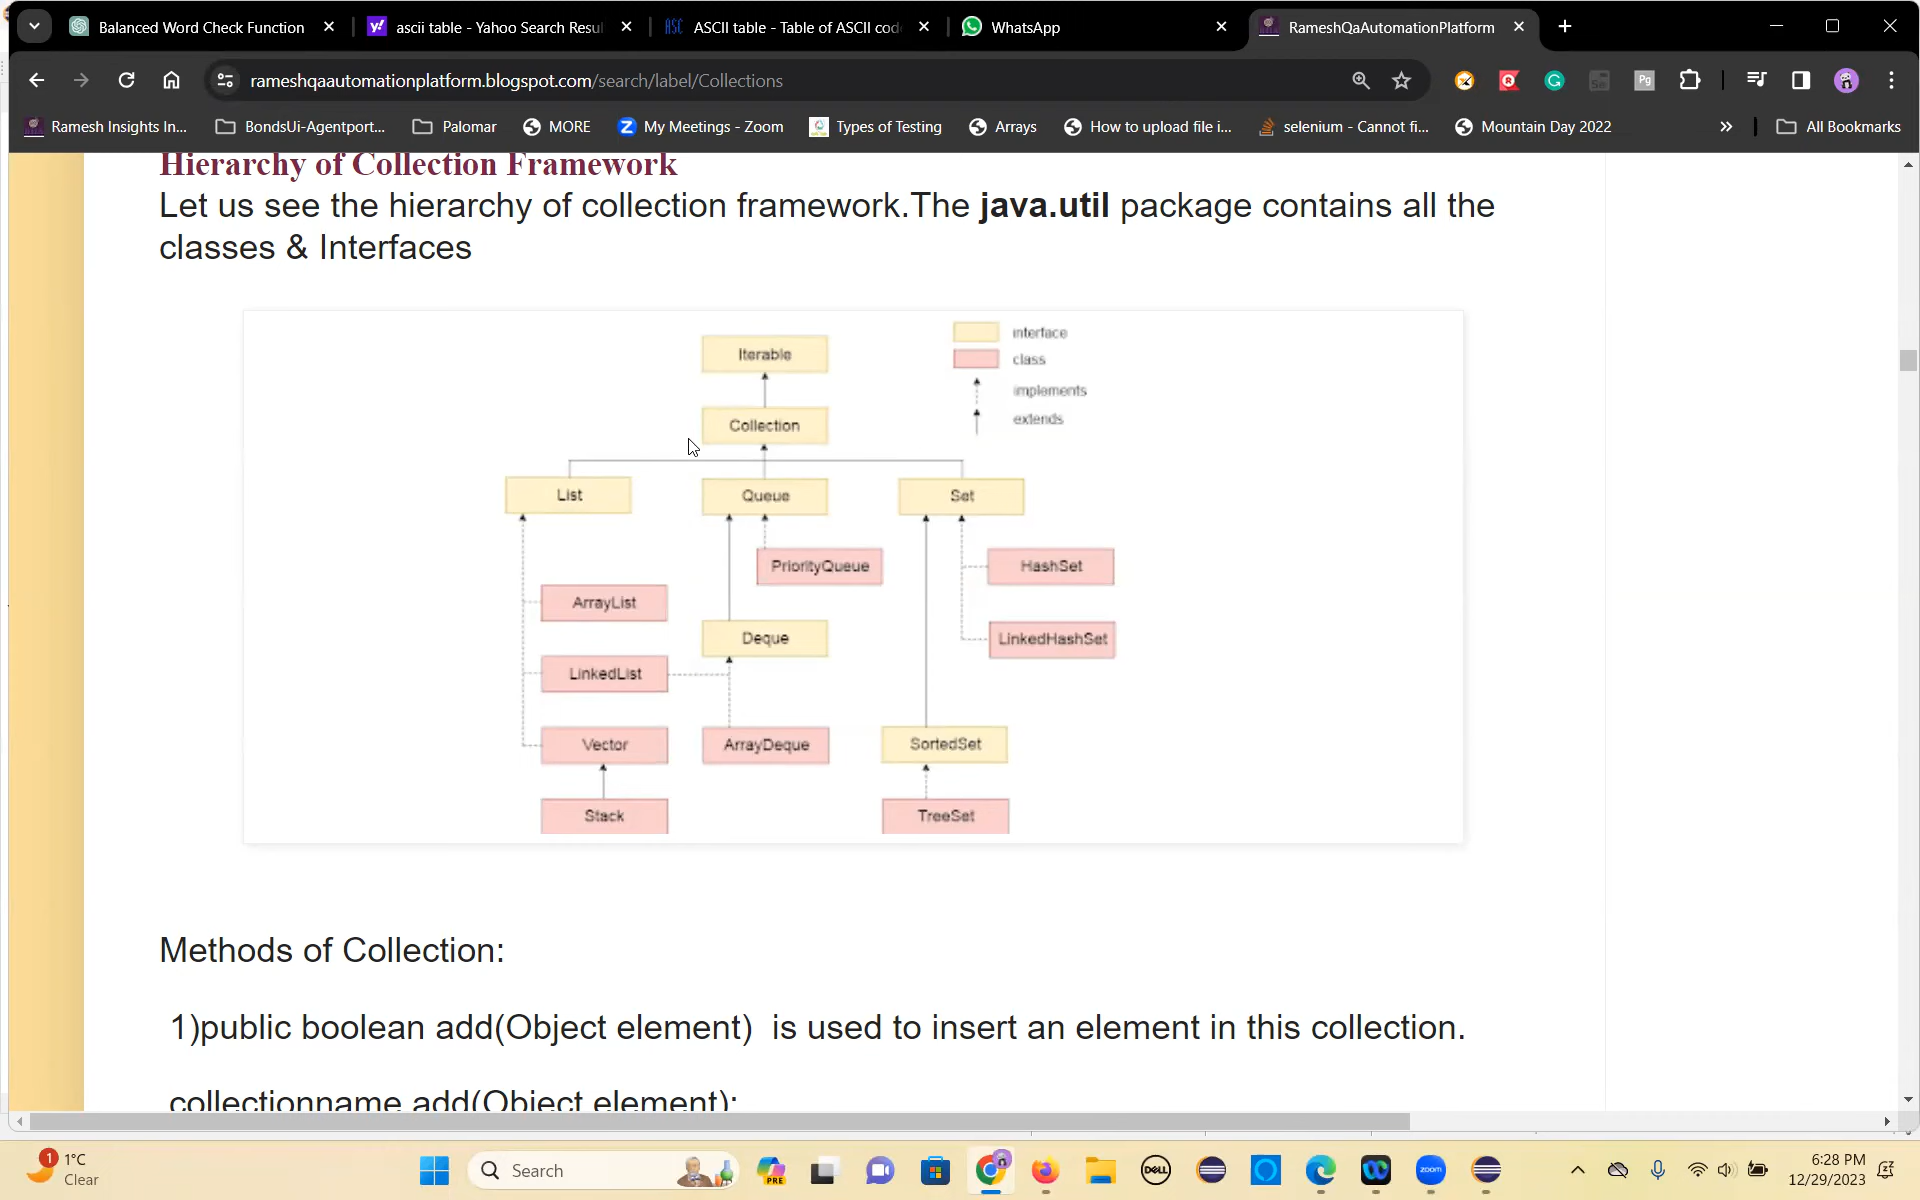 Balanced Word Check Function
ascii table - Yahoo Search Resu
ASCII table - Table of ASCII cod
WhatsApp
RameshQaAutomationPlatform
rameshqaautomationplatform.blogspot.com/search/label/Collections
Ramesh Insights In...
BondsUi-Agentport...
Palomar
MORE
My Meetings - Zoom
Types of Testing
Arrays
How to upload file i...
selenium - Cannot fi...
Mountain Day 2022
All Bookmarks
Hierarchy of Collection Framework
Let us see the hierarchy of collection framework.The java.util package contains all the
classes & Interfaces
interface
class
implements
extends
Iterable
Collection
List
Queue
Set
PriorityQueue
HashSet
ArrayList
Deque
LinkedHashSet
LinkedList
Vector
ArrayDeque
SortedSet
Stack
TreeSet
Methods of Collection:
1)public boolean add(Object element)  is used to insert an element in this collection.
collectionname.add(Object element);
1
1°C
Clear
Search
PRE
DELL
zoom
6:28 PM
12/29/2023